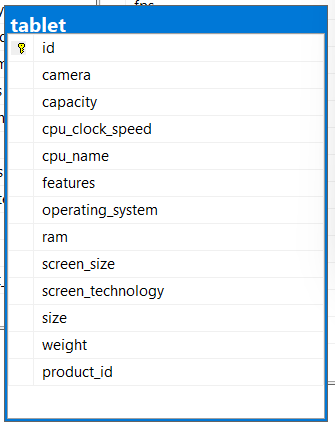 tablet
id
camera
capacity
cpu_clock_speed
cpu_name
features
operating_system
ram
screen_size
screen_technology
size
weight
product_id